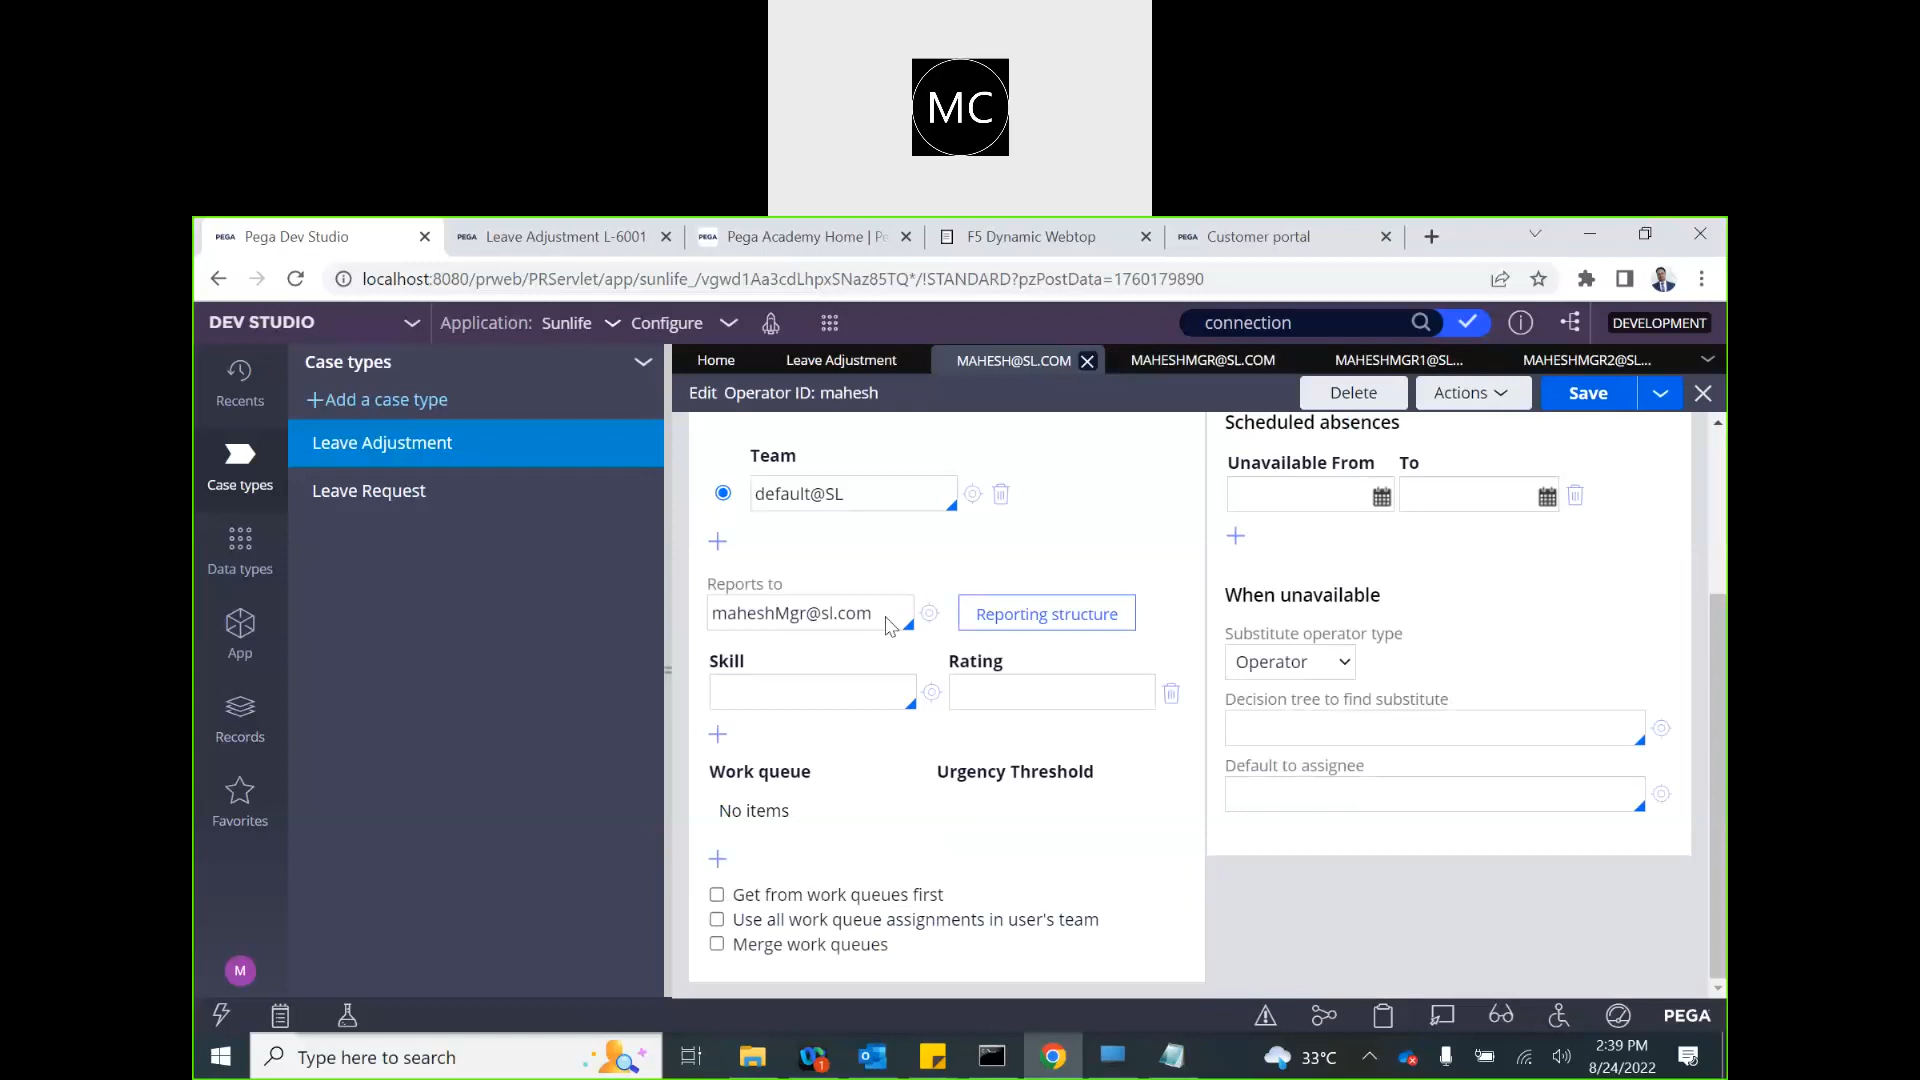 MC
PEGA Pega Dev Studio
PEGA Leave Adjustment L-6001
PEGA Pega Academy Home | Pe
F5 Dynamic Webtop
PEGA Customer portal
localhost:8080/prweb/PRServlet/app/sunlife_/vgwd1Aa3cdLhpxSNaz85TQ*/!STANDARD?pzPostData=1760179890
DEV STUDIO
Application: Sunlife
Configure
connection
DEVELOPMENT
Recents
Case types
Data types
App
Records
Favorites
M
Case types
Add a case type
Leave Adjustment
Leave Request
Home
Leave Adjustment
MAHESH@SL.COM
MAHESHMGR@SL.COM
MAHESHMGR1@SL...
MAHESHMGR2@SL...
Edit Operator ID: mahesh
Delete
Actions
Save
Team
default@SL
Reports to
maheshMgr@sl.com
Reporting structure
Skill
Rating
Work queue
Urgency Threshold
No items
Get from work queues first
Use all work queue assignments in user's team
Merge work queues
Scheduled absences
Unavailable From
To
When unavailable
Substitute operator type
Operator
Decision tree to find substitute
Default to assignee
PEGA
Type here to search
1
33°C
2:39 PM
8/24/2022